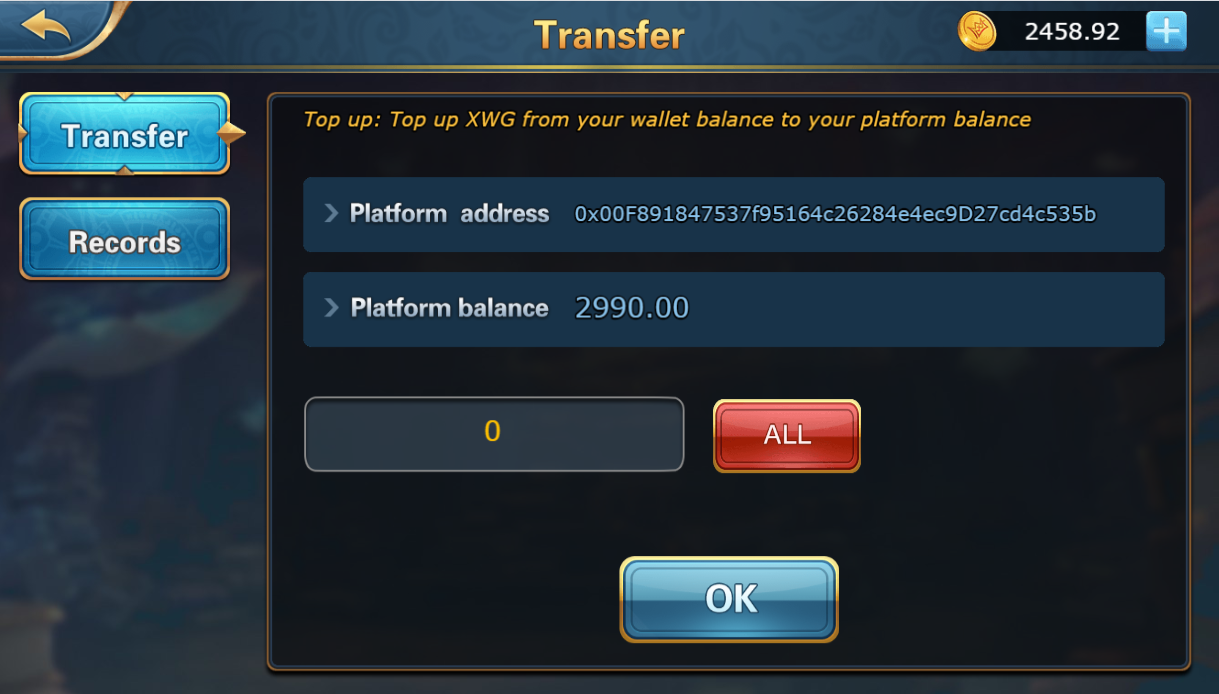 Transfer
2458.92
Transfer
Records
Top up: Top up XWG from your wallet balance to your platform balance
Platform address 0x00F891847537f95164c26284e4ec9D27cd4c535b
Platform balance 2990.00
0
ALL
OK